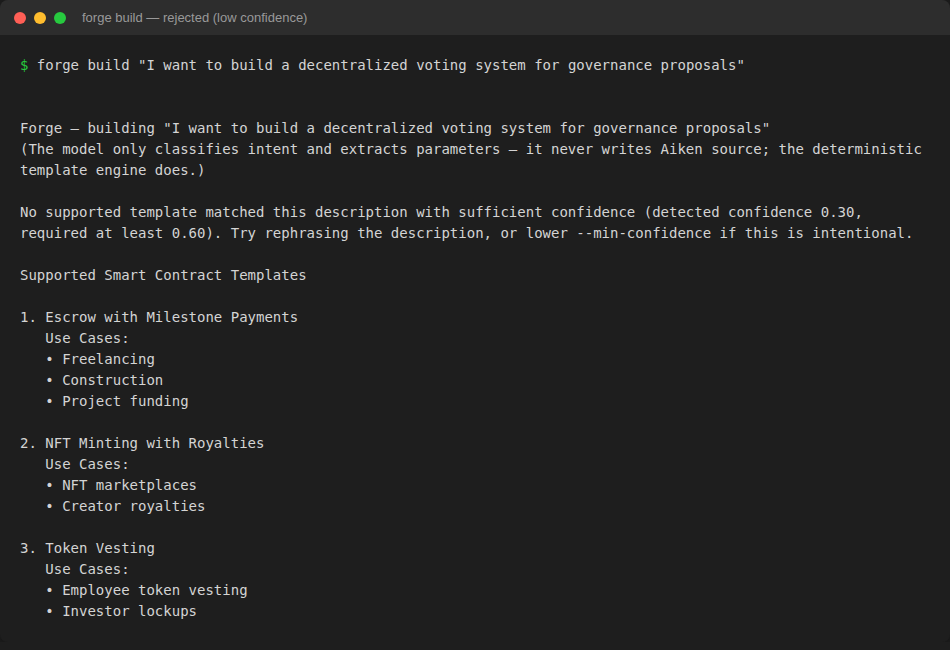 forge build — rejected (low confidence)
$ forge build "I want to build a decentralized voting system for governance proposals"
Forge — building "I want to build a decentralized voting system for governance proposals"
(The model only classifies intent and extracts parameters — it never writes Aiken source; the deterministic
template engine does.)
No supported template matched this description with sufficient confidence (detected confidence 0.30,
required at least 0.60). Try rephrasing the description, or lower --min-confidence if this is intentional.
Supported Smart Contract Templates
1. Escrow with Milestone Payments
Use Cases:
• Freelancing
• Construction
• Project funding
2. NFT Minting with Royalties
Use Cases:
• NFT marketplaces
• Creator royalties
3. Token Vesting
Use Cases:
• Employee token vesting
• Investor lockups